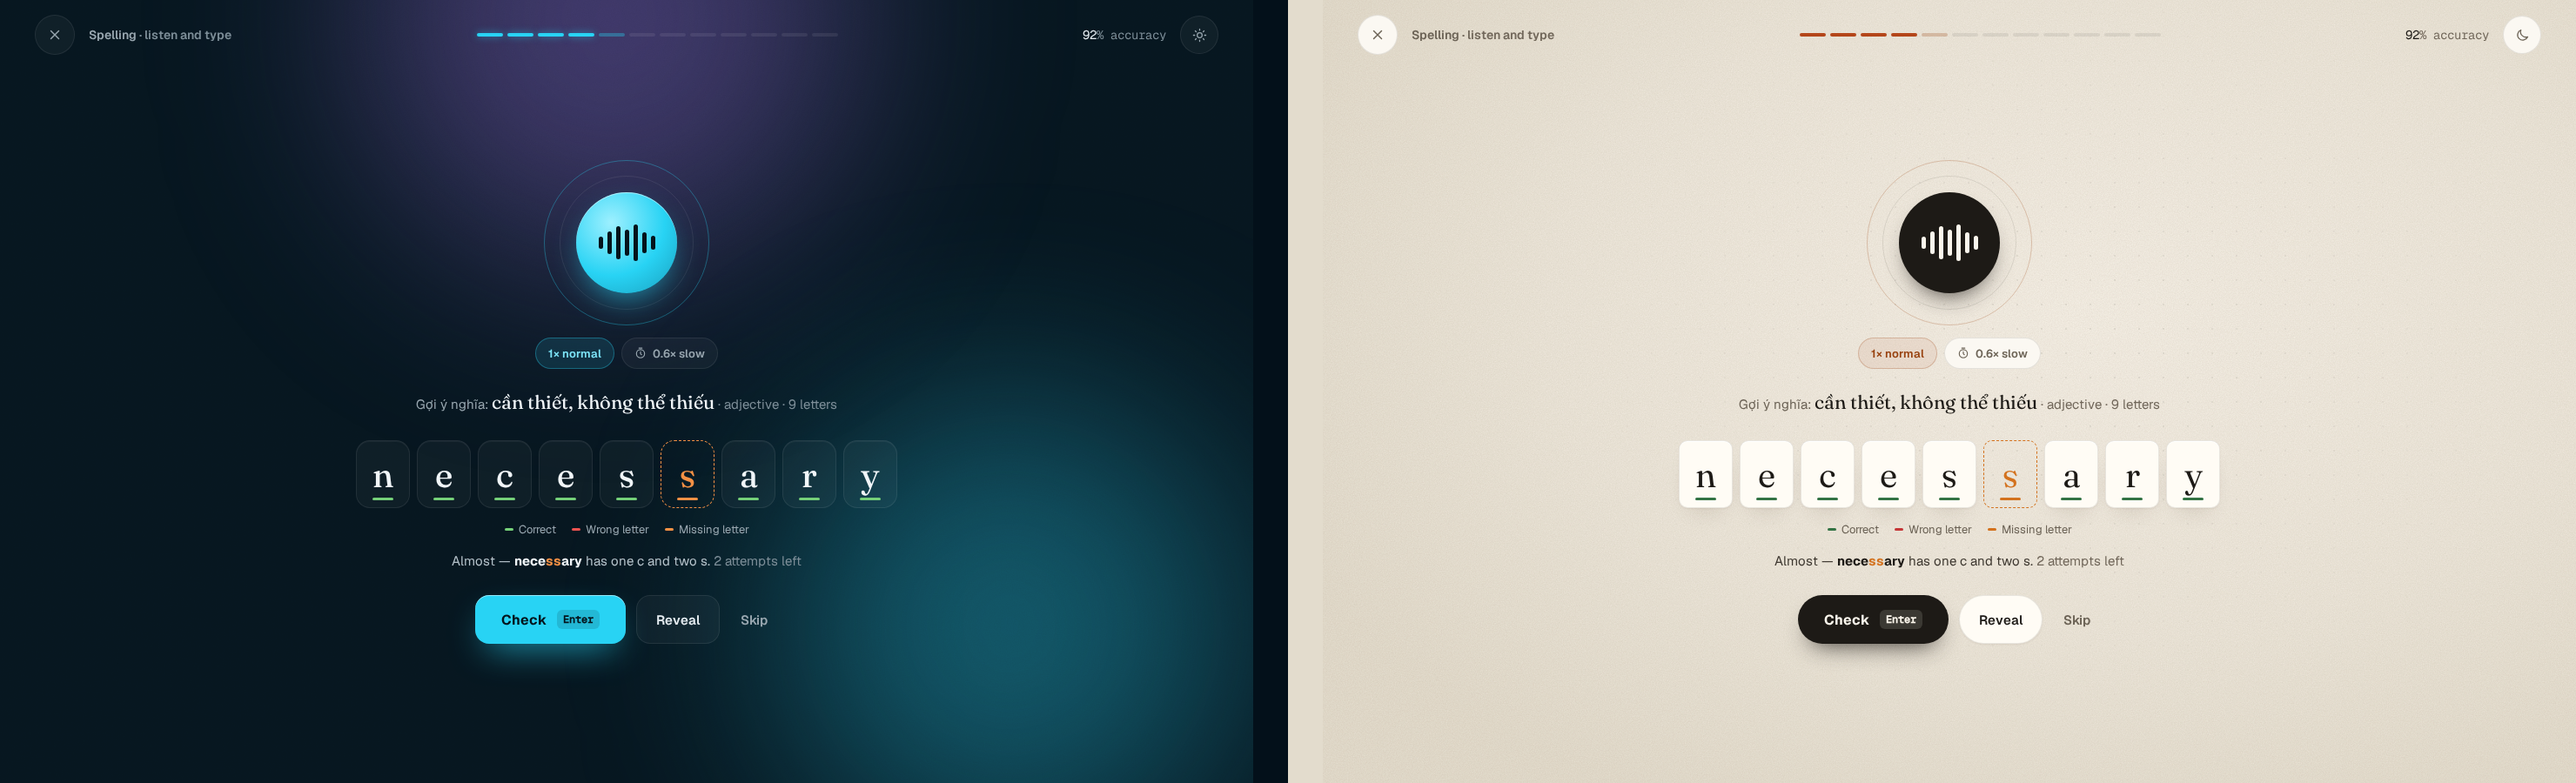 Spelling · listen and type
92% accuracy
1× normal
0.6× slow
Gợi ý nghĩa: cần thiết, không thể thiếu · adjective · 9 letters
n e c e s s a r y
Correct Wrong letter Missing letter
Almost — necessary has one c and two s. 2 attempts left
Check Enter Reveal Skip
Spelling · listen and type
92% accuracy
1× normal
0.6× slow
Gợi ý nghĩa: cần thiết, không thể thiếu · adjective · 9 letters
n e c e s s a r y
Correct Wrong letter Missing letter
Almost — necessary has one c and two s. 2 attempts left
Check Enter Reveal Skip